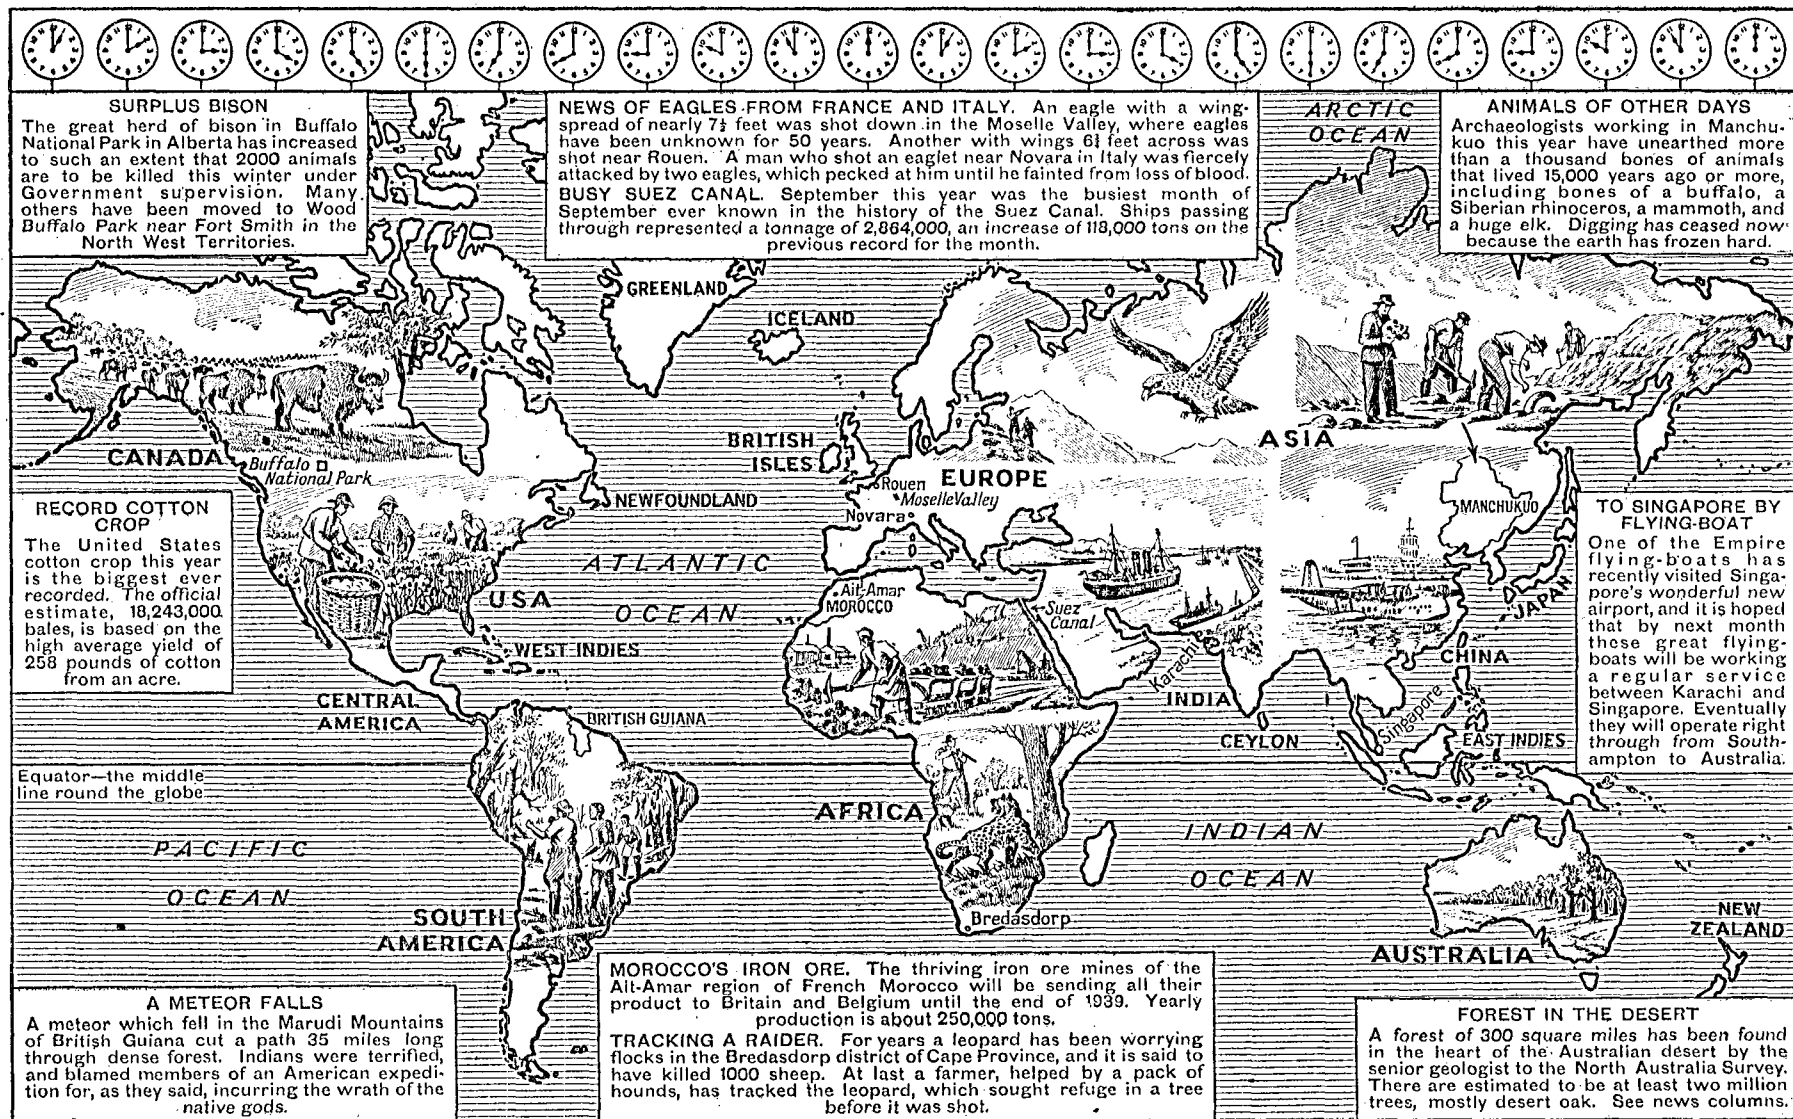 SURPLUS BISON
The great herd of bison in Buffalo
National Park in Alberta has increased
to such an extent that 2000 animals
are to be killed this winter under
Government supervision. Many
others have been moved to Wood
Buffalo Park near Fort Smith in the
North West Territories.
NEWS OF EAGLES FROM FRANCE AND ITALY. An eagle with a wing-
spread of nearly 7½ feet was shot down in the Moselle Valley, where eagles
have been unknown for 50 years. Another with wings feet across was
shot near Rouen. A man who shot an eaglet near Novara in Italy was fiercely
attacked by two eagles, which pecked at him until he fainted from loss of blood.
BUSY SUEZ CANAL. September this year was the busiest month of
September ever known in the history of the Suez Canal. Ships passing
through represented a tonnage of 2,864,000, an increase of 118,000 tons on the
previous record for the month.
ARCTIC
OCEAN
ANIMALS OF OTHER DAYS
Archaeologists working in Manchu-
kuo this year have unearthed more
than a thousand bones of animals
that lived 15,000 years ago or more,
including bones of a buffalo, a
Siberian rhinoceros, a mammoth, and
a huge elk. Digging has ceased now
because the earth has frozen hard.
GREENLAND
ICELAND
BRITISH
ISLES
ASIA
CANADA
Buffalo
National Park
EUROPE
Rouen
Moselle Valley
Novara
NEWFOUNDLAND
MANCHUKUO
RECORD COTTON
CROP
The United States
cotton crop this year
is the biggest ever
recorded. The official
estimate, 18,243,000
bales, is based on the
high average yield of
258 pounds of cotton
from an acre.
TO SINGAPORE BY
FLYING-BOAT
One of the Empire
flying-boats has
recently visited Singa-
pore's wonderful new
airport, and it is hoped
that by next month
these great flying-
boats will be working
a regular service
between Karachi and
Singapore. Eventually
they will operate right
through from South-
ampton to Australia.
ATLANTIC
OCEAN
USA
Ait-Amar
MOROCCO
Suez
Canal
JAPAN
WEST INDIES
Karachi
CHINA
CENTRAL
AMERICA
BRITISH GUIANA
INDIA
Singapore
CEYLON
EAST INDIES
Equator—the middle
line round the globe
AFRICA
PACIFIC
OCEAN
INDIAN
OCEAN
SOUTH
AMERICA
Bredasdorp
AUSTRALIA
NEW
ZEALAND
A METEOR FALLS
A meteor which fell in the Marudi Mountains
of British Guiana cut a path 35 miles long
through dense forest. Indians were terrified,
and blamed members of an American expedi-
tion for, as they said, incurring the wrath of the
native gods.
MOROCCO'S IRON ORE. The thriving iron ore mines of the
Ait-Amar region of French Morocco will be sending all their
product to Britain and Belgium until the end of 1939. Yearly
production is about 250,000 tons.
TRACKING A RAIDER. For years a leopard has been worrying
flocks in the Bredasdorp district of Cape Province, and it is said to
have killed 1000 sheep. At last a farmer, helped by a pack of
hounds, has tracked the leopard, which sought refuge in a tree
before it was shot.
FOREST IN THE DESERT
A forest of 300 square miles has been found
in the heart of the Australian desert by the
senior geologist to the North Australia Survey.
There are estimated to be at least two million
trees, mostly desert oak. See news columns.